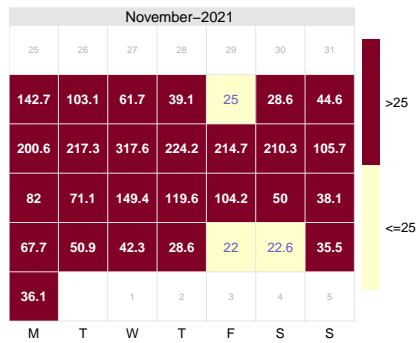 November−2021
25 26 27 28 29 30 31
142.7 103.1 61.7 39.1 25 28.6 44.6
>25
200.6 217.3 317.6 224.2 214.7 210.3 105.7
82 71.1 149.4 119.6 104.2 50 38.1
<=25
67.7 50.9 42.3 28.6 22 22.6 35.5
36.1 1 2 3 4 5
M T W T F S S